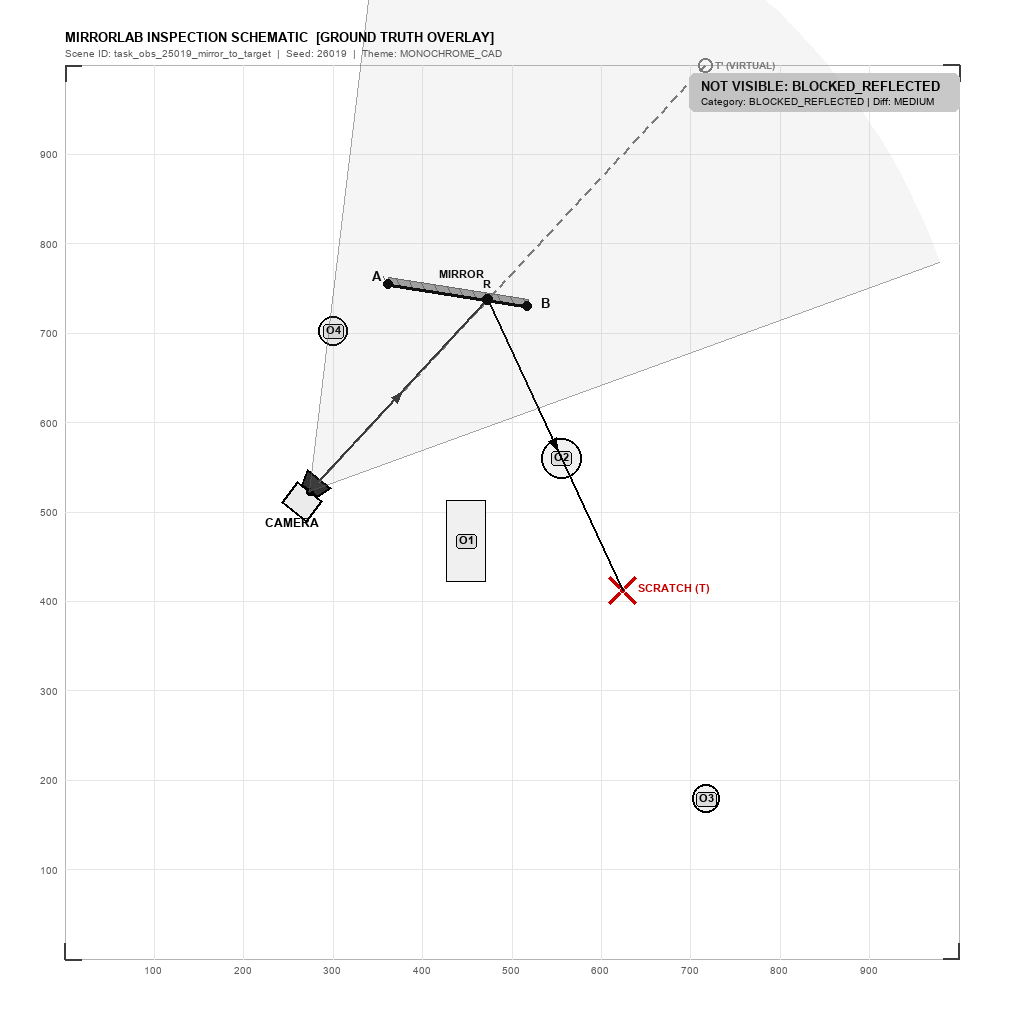 MIRRORLAB INSPECTION SCHEMATIC [GROUND TRUTH OVERLAY]
Scene ID: task_obs_25019_mirror_to_target | Seed: 26019 | Theme: MONOCHROME_CAD
T' (VIRTUAL)
NOT VISIBLE: BLOCKED_REFLECTED
Category: BLOCKED_REFLECTED | Diff: MEDIUM
900
800
A
MIRROR
R
B
700
O4
600
O2
500
CAMERA
O1
SCRATCH (T)
400
300
200
O3
100
100 200 300 400 500 600 700 800 900